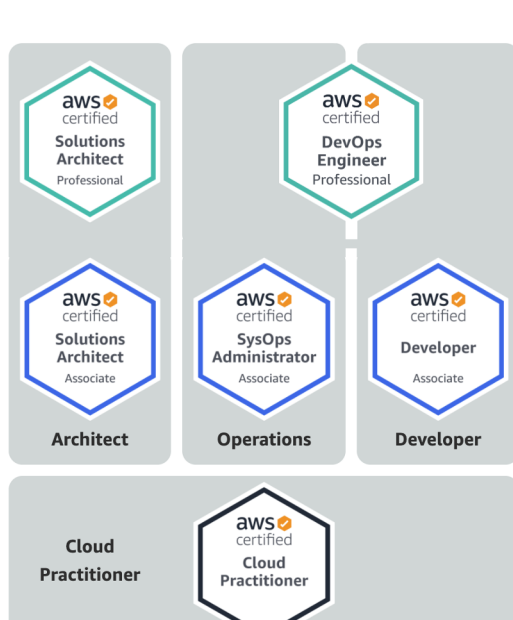 aws
certified
Solutions
Architect
Professional
aws
certified
DevOps
Engineer
Professional
aws
certified
Solutions
Architect
Associate
aws
certified
SysOps
Administrator
Associate
aws
certified
Developer
Associate
Architect
Operations
Developer
Cloud
Practitioner
aws
certified
Cloud
Practitioner